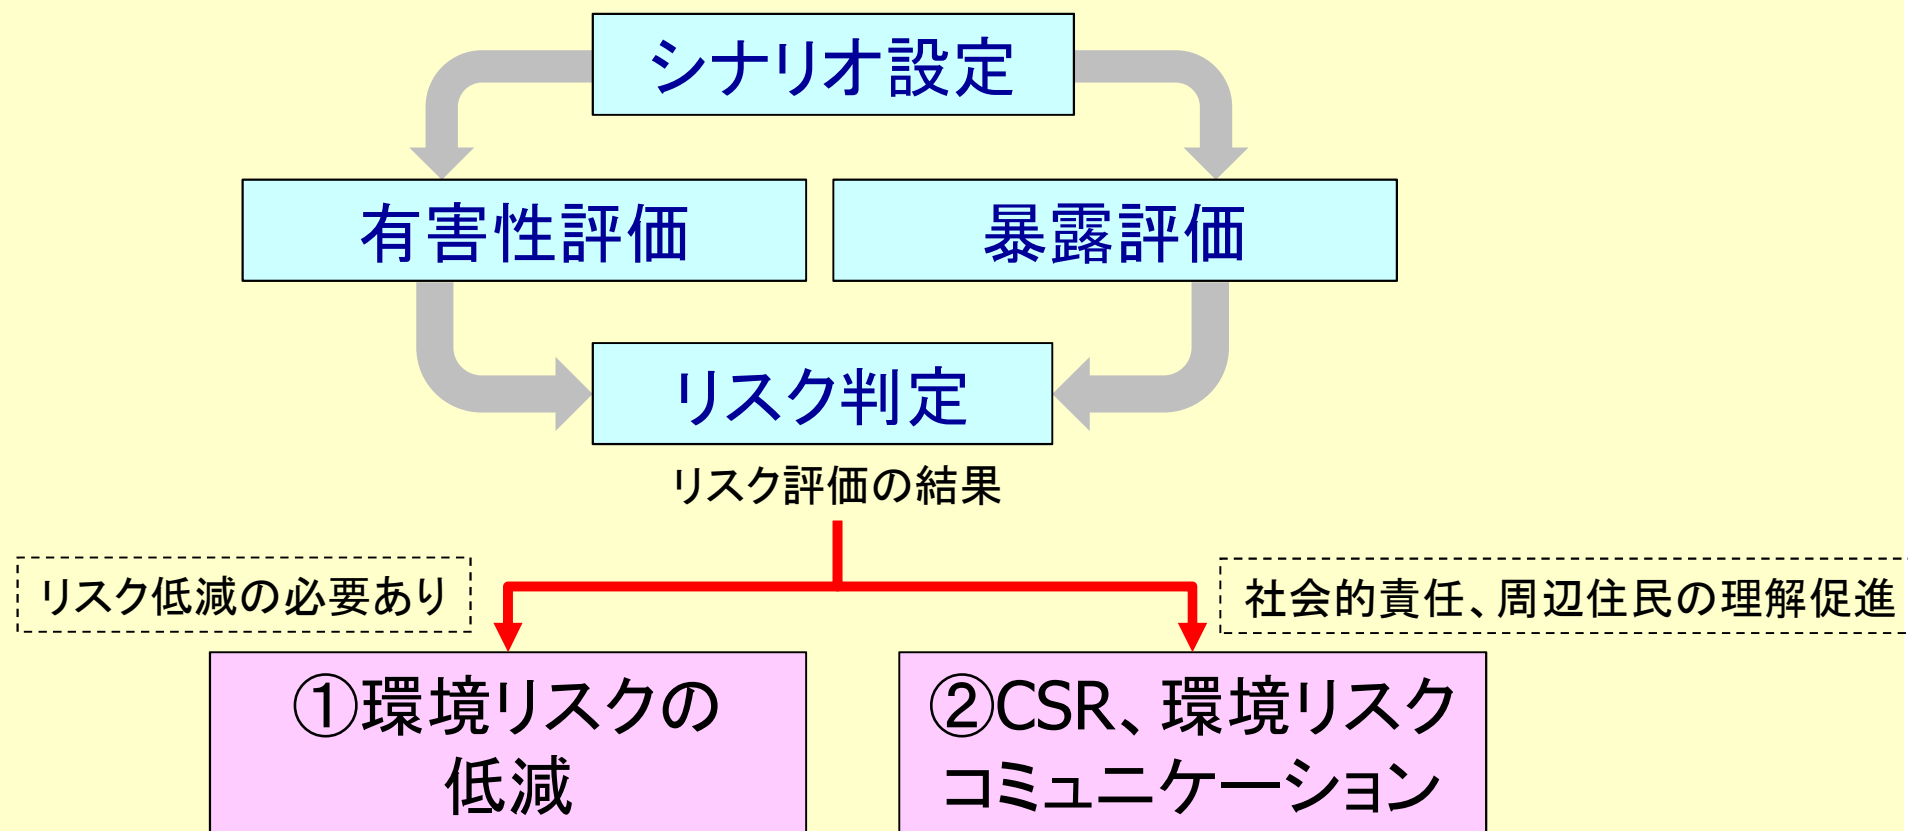 シナリオ設定
有害性評価
暴露評価
リスク判定
リスク評価の結果
リスク低減の必要あり
社会的責任、周辺住民の理解促進
①環境リスクの
低減
②CSR、環境リスク
コミュニケーション